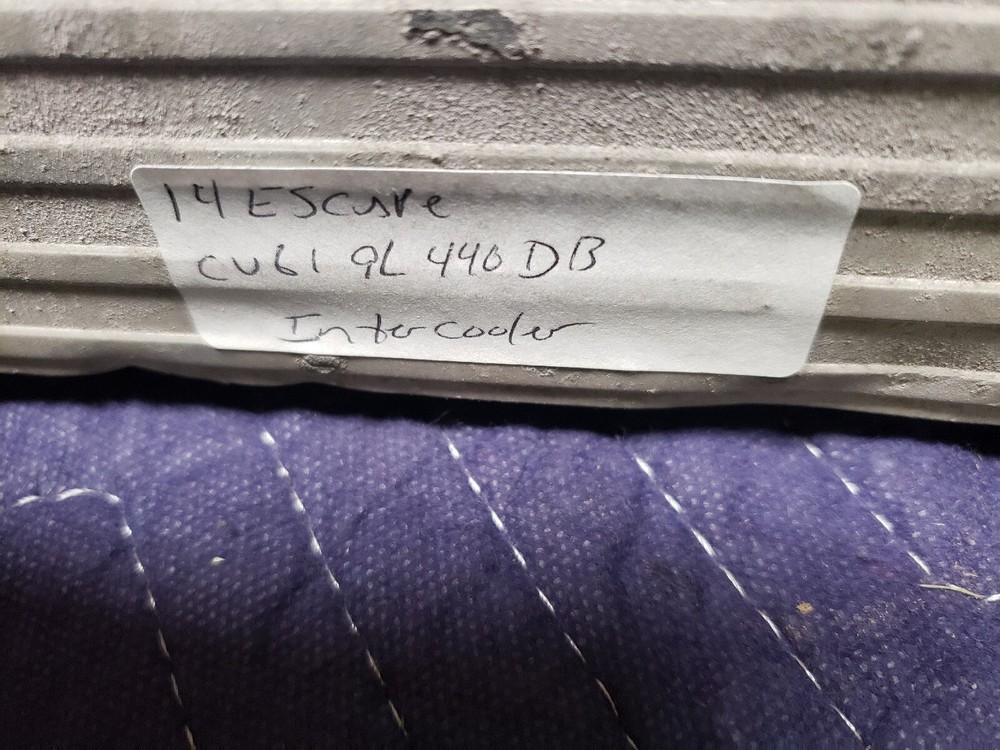 14 Escape
CV61 9L440 DB
Intercooler